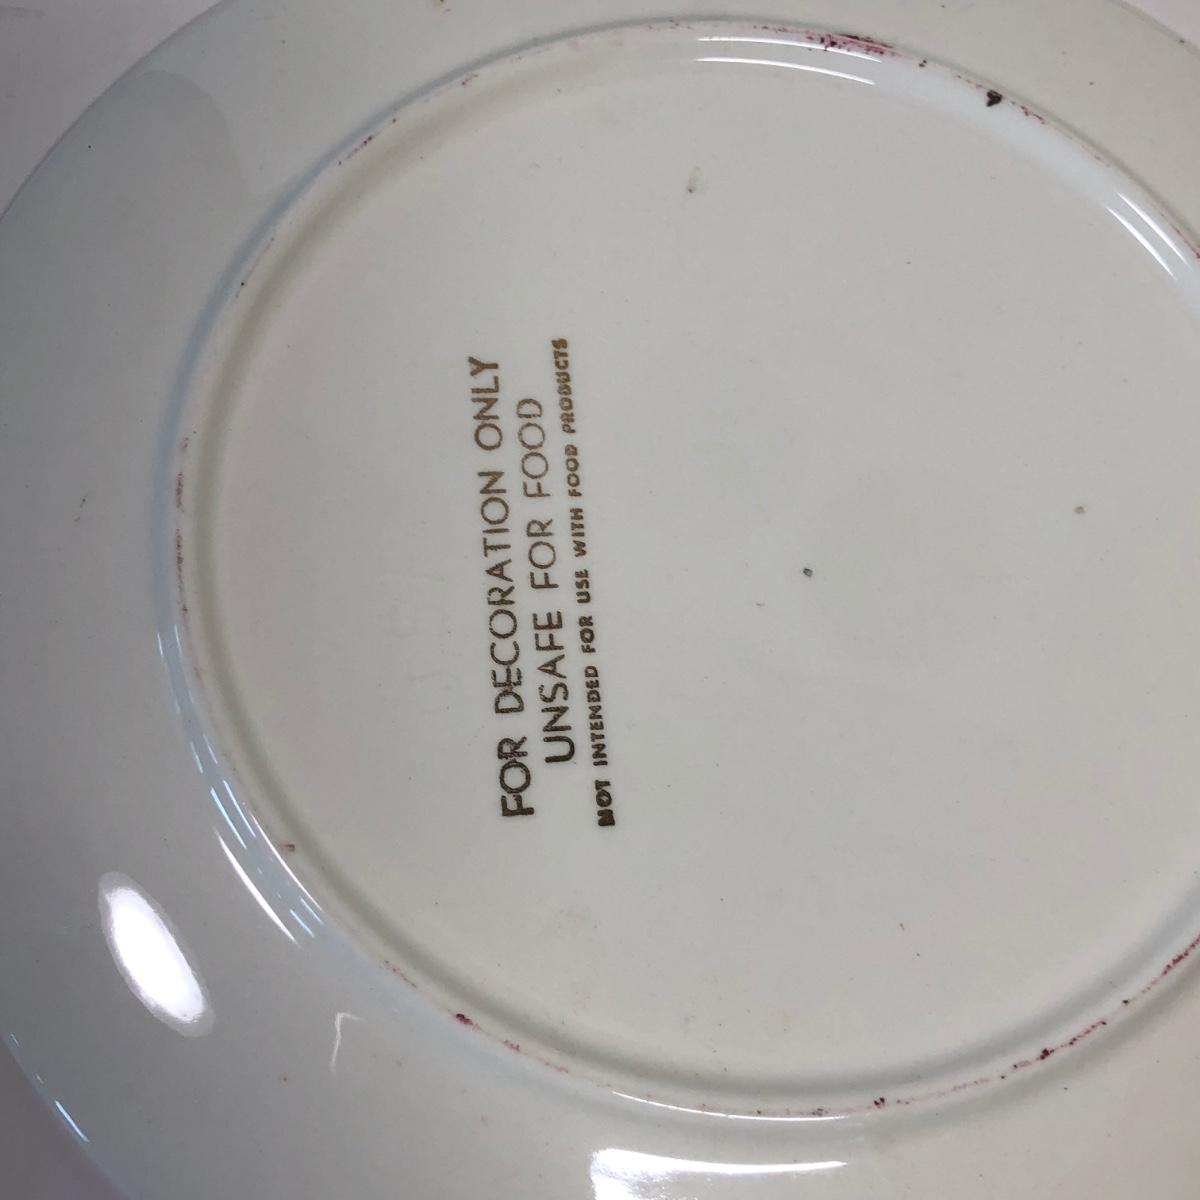 FOR DECORATION ONLY
UNSAFE FOR FOOD
NOT INTENDED FOR USE WITH FOOD PRODUCTS